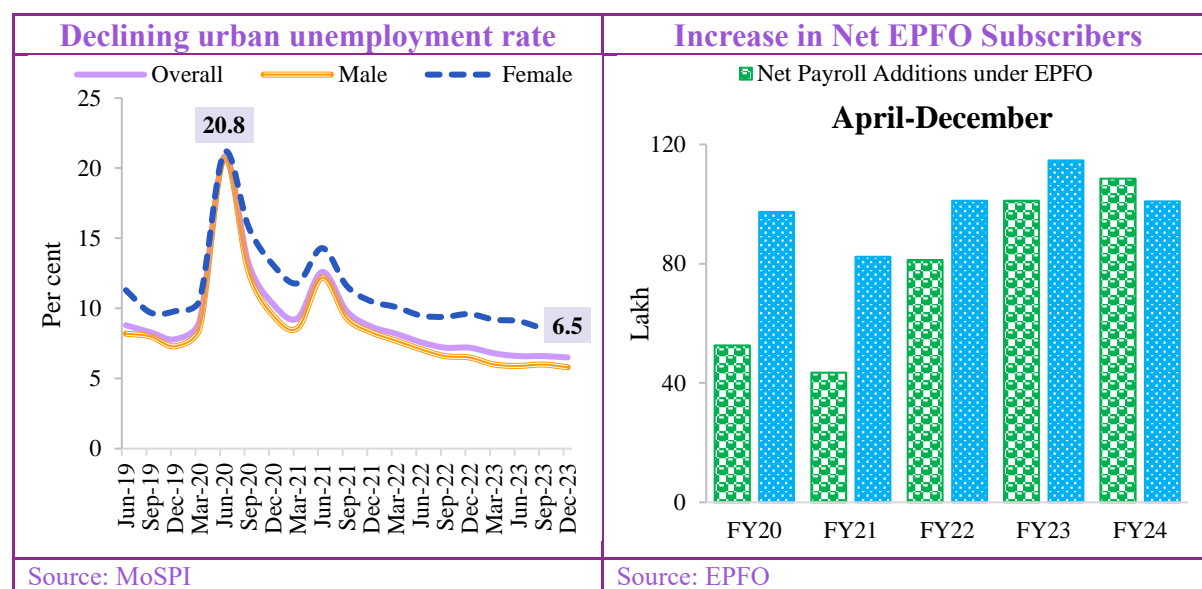 Declining urban unemployment rate
Overall Male Female
25
20
15
10
5
0
Per cent
20.8
6.5
Jun-19
Sep-19
Dec-19
Mar-20
Jun-20
Sep-20
Dec-20
Mar-21
Jun-21
Sep-21
Dec-21
Mar-22
Jun-22
Sep-22
Dec-22
Mar-23
Jun-23
Sep-23
Dec-23
Source: MoSPI
Increase in Net EPFO Subscribers
Net Payroll Additions under EPFO
April-December
120
80
40
0
Lakh
FY20 FY21 FY22 FY23 FY24
Source: EPFO